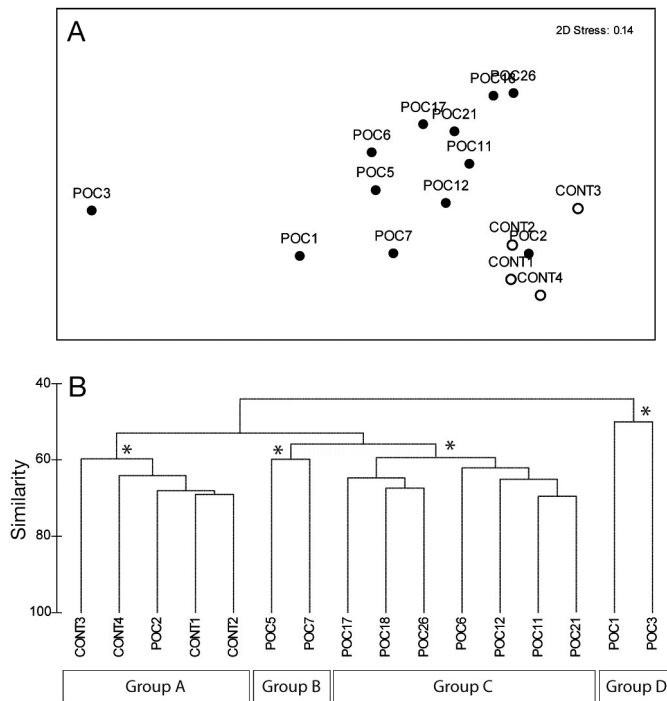 A
2D Stress: 0.14
POC18 POC26
POC17
POC21
POC6
POC11
POC5
POC3
CONT3
POC12
CONT2
POC1
POC7
POC2
CONT1
CONT4
B
40
60
80
100
Similarity
*
*
*
*
CONT3 CONT4 POC2 CONT1 CONT2 POC5 POC7 POC17 POC18 POC26 POC6 POC12 POC11 POC21 POC1 POC3
Group A Group B Group C Group D